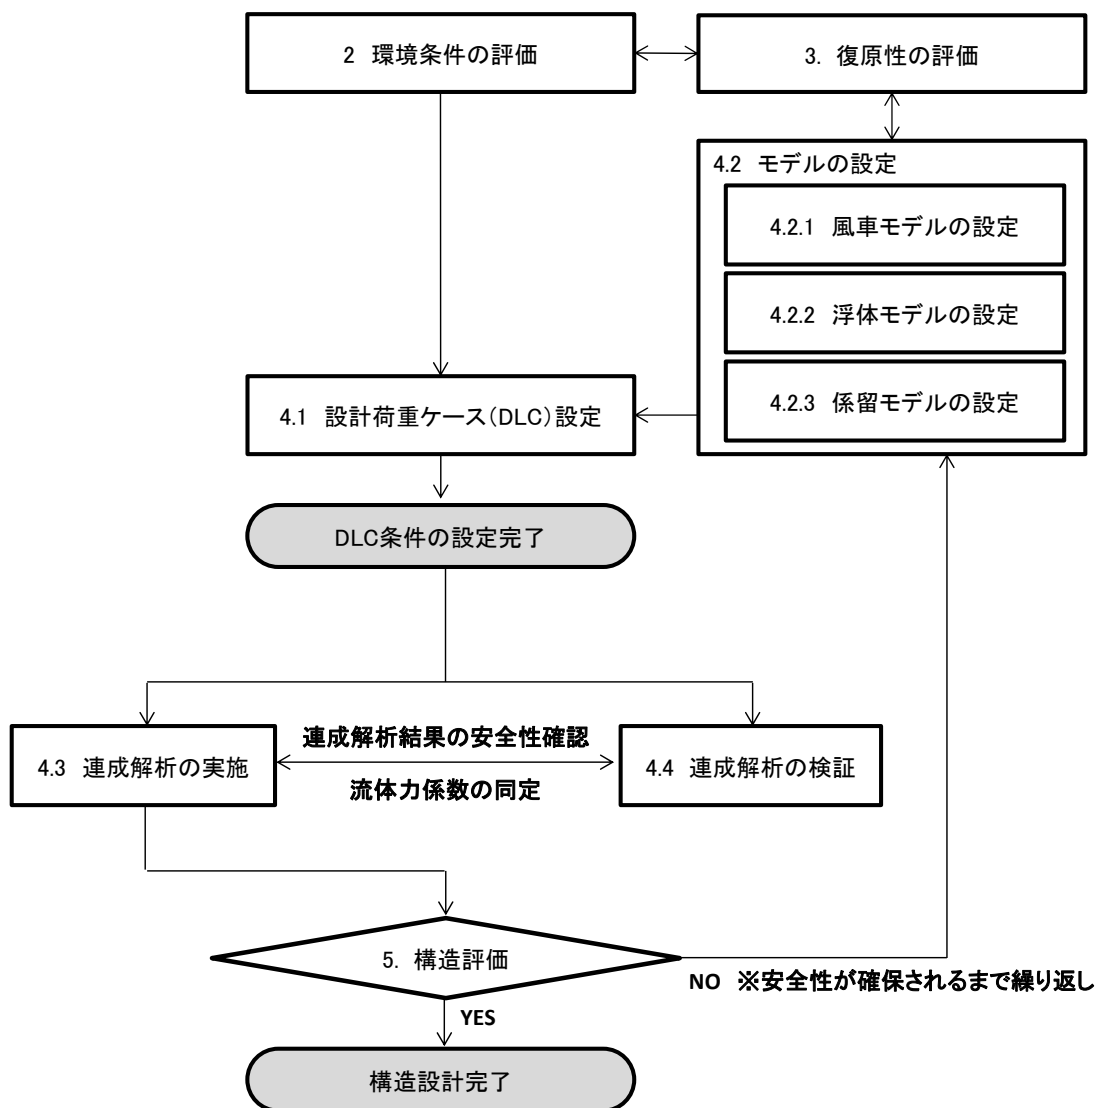 2 環境条件の評価
3. 復原性の評価
4.2 モデルの設定
4.2.1 風車モデルの設定
4.2.2 浮体モデルの設定
4.2.3 係留モデルの設定
4.1 設計荷重ケース(DLC)設定
DLC条件の設定完了
連成解析結果の安全性確認
4.3 連成解析の実施
4.4 連成解析の検証
流体力係数の同定
5. 構造評価
NO ※安全性が確保されるまで繰り返し
YES
構造設計完了